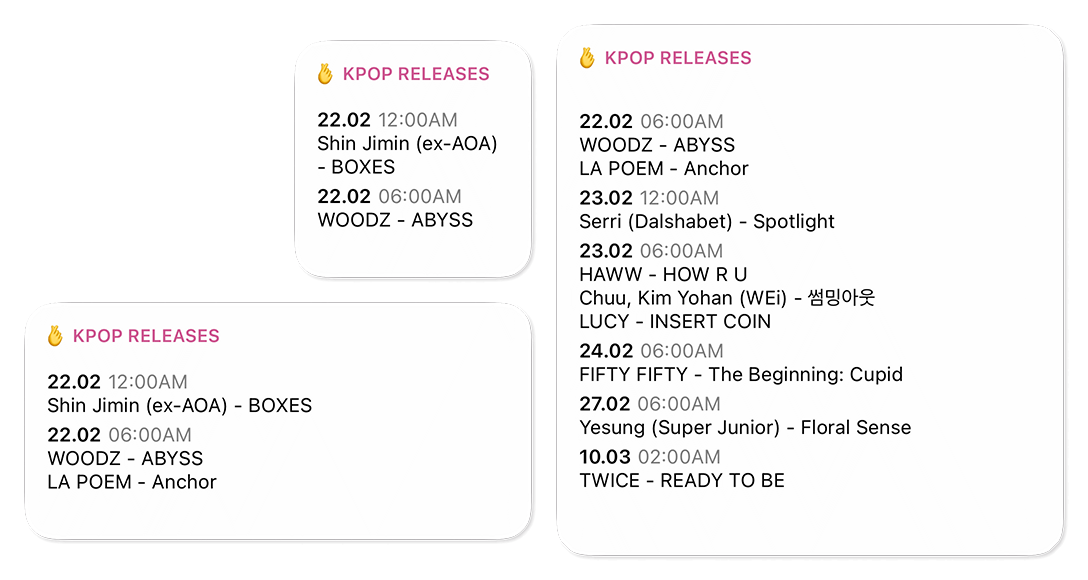 KPOP RELEASES
22.02 12:00AM
Shin Jimin (ex-AOA)
- BOXES
22.02 06:00AM
WOODZ - ABYSS
KPOP RELEASES
22.02 12:00AM
Shin Jimin (ex-AOA) - BOXES
22.02 06:00AM
WOODZ - ABYSS
LA POEM - Anchor
KPOP RELEASES
22.02 06:00AM
WOODZ - ABYSS
LA POEM - Anchor
23.02 12:00AM
Serri (Dalshabet) - Spotlight
23.02 06:00AM
HAWW - HOW R U
Chuu, Kim Yohan (WEi) - 썸밍아웃
LUCY - INSERT COIN
24.02 06:00AM
FIFTY FIFTY - The Beginning: Cupid
27.02 06:00AM
Yesung (Super Junior) - Floral Sense
10.03 02:00AM
TWICE - READY TO BE